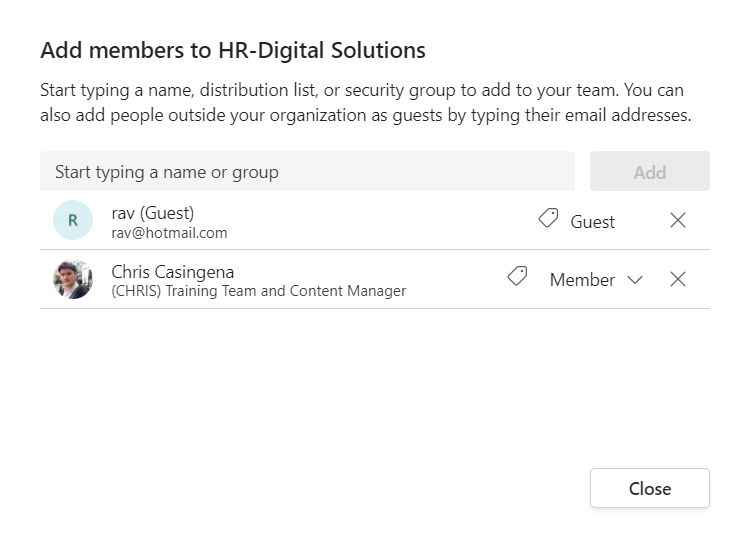 Add members to HR-Digital Solutions
Start typing a name, distribution list, or security group to add to your team. You can
also add people outside your organization as guests by typing their email addresses.
Start typing a name or group
Add
R
rav (Guest)
rav@hotmail.com
Guest
Chris Casingena
(CHRIS) Training Team and Content Manager
Member
Close